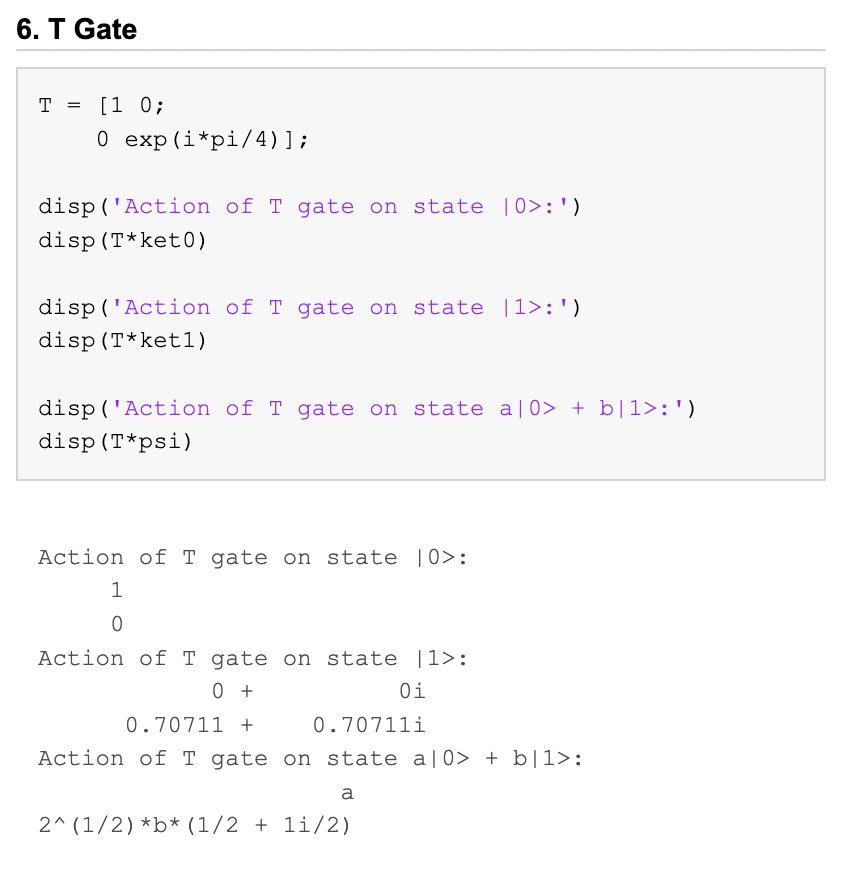 6. T Gate
T = [1 0;
0 exp(i*pi/4)];
disp('Action of T gate on state |0>:')
disp(T*ket0)
disp('Action of T gate on state |1>:')
disp(T*ket1)
disp('Action of T gate on state a|0> + b|1>:')
disp(T*psi)
Action of T gate on state |0>:
1
0
Action of T gate on state |1>:
0 + 0i
0.70711 + 0.70711i
Action of T gate on state a|0> + b|1>:
a
2^(1/2)*b*(1/2 + 1i/2)